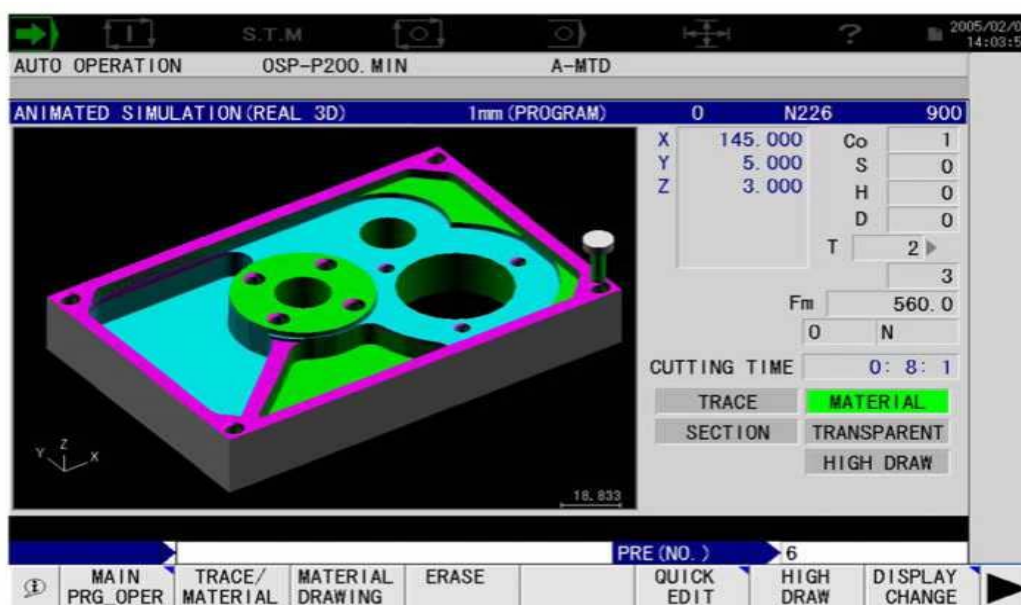 S.T.M
2005/02/0
14:03:5
AUTO OPERATION OSP-P200.MIN A-MTD
ANIMATED SIMULATION(REAL 3D) 1mm(PROGRAM) 0 N226 900
X 145.000 Co 1
Y 5.000 S 0
Z 3.000 H 0
D 0
T 2
3
Fm 560.0
O N
CUTTING TIME 0: 8: 1
TRACE MATERIAL
SECTION TRANSPARENT
HIGH DRAW
Z
Y X
18.833
PRE(NO.) 6
MAIN TRACE/ MATERIAL ERASE QUICK HIGH DISPLAY
PRG_OPER MATERIAL DRAWING EDIT DRAW CHANGE